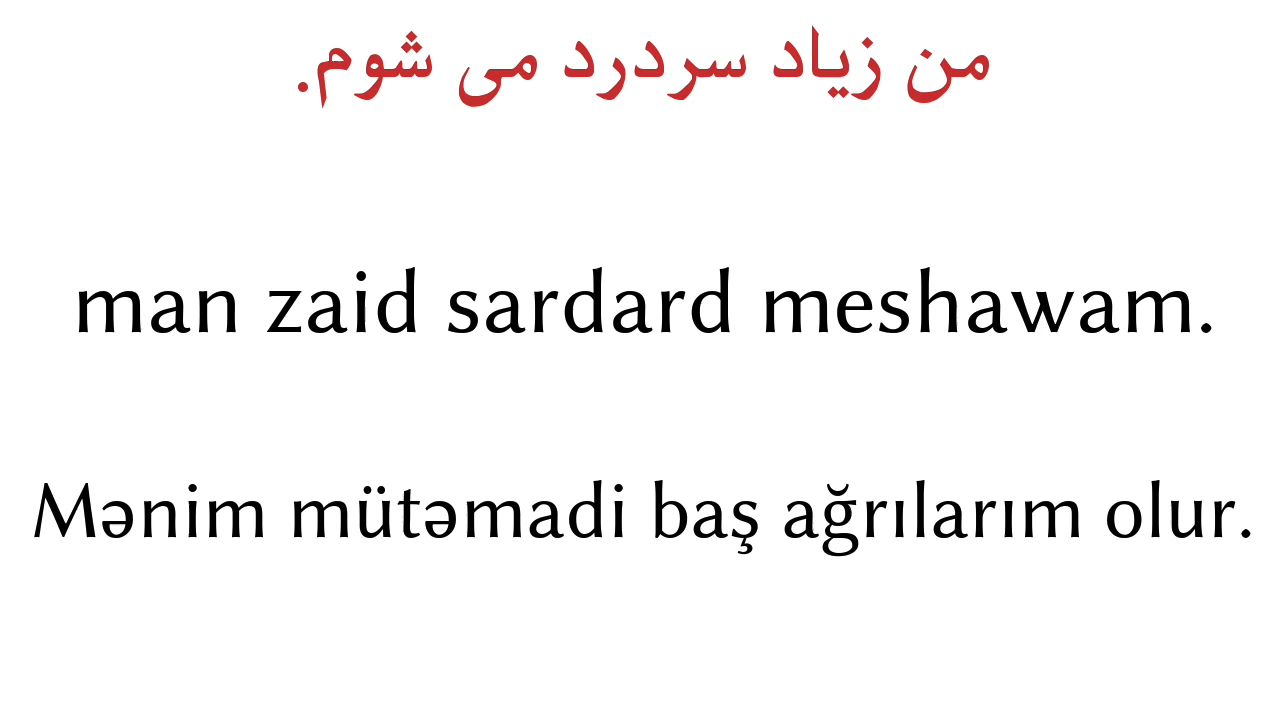 من زیاد سردرد می شوم.
man zaid sardard meshawam.
Mənim mütəmadi baş ağrılarım olur.